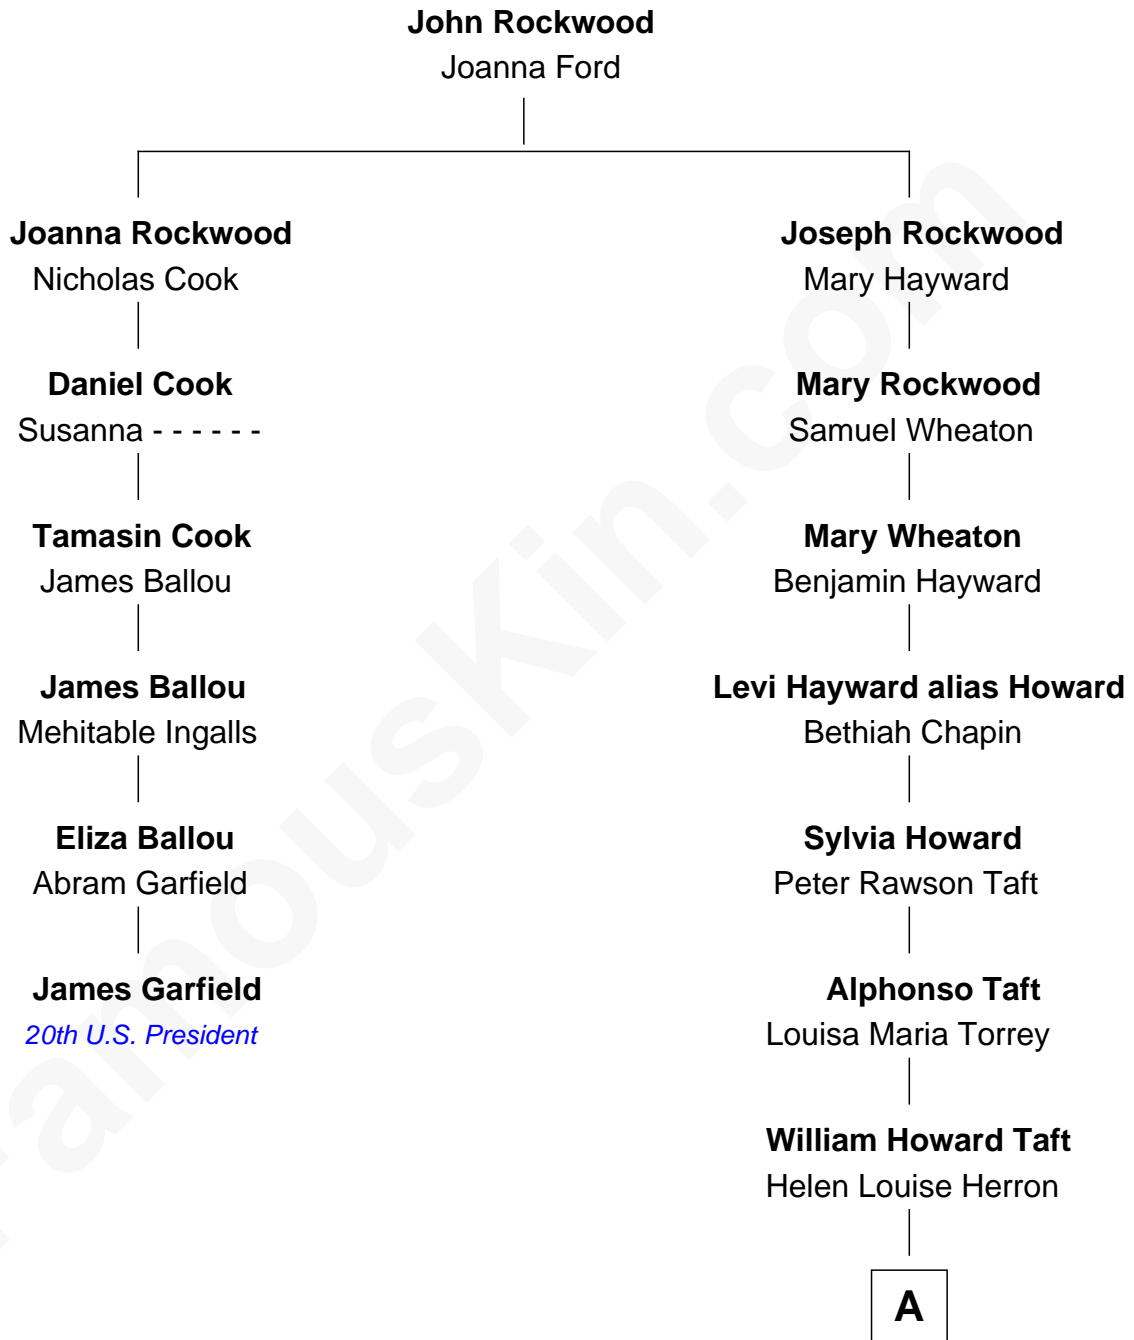 John Rockwood
Joanna Ford
Joanna Rockwood
Nicholas Cook
Joseph Rockwood
Mary Hayward
Daniel Cook
Susanna - - - - - -
Mary Rockwood
Samuel Wheaton
Tamasin Cook
James Ballou
Mary Wheaton
Benjamin Hayward
James Ballou
Mehitable Ingalls
Levi Hayward alias Howard
Bethiah Chapin
Eliza Ballou
Abram Garfield
Sylvia Howard
Peter Rawson Taft
James Garfield
20th U.S. President
Alphonso Taft
Louisa Maria Torrey
William Howard Taft
Helen Louise Herron
A
FamousKin.com